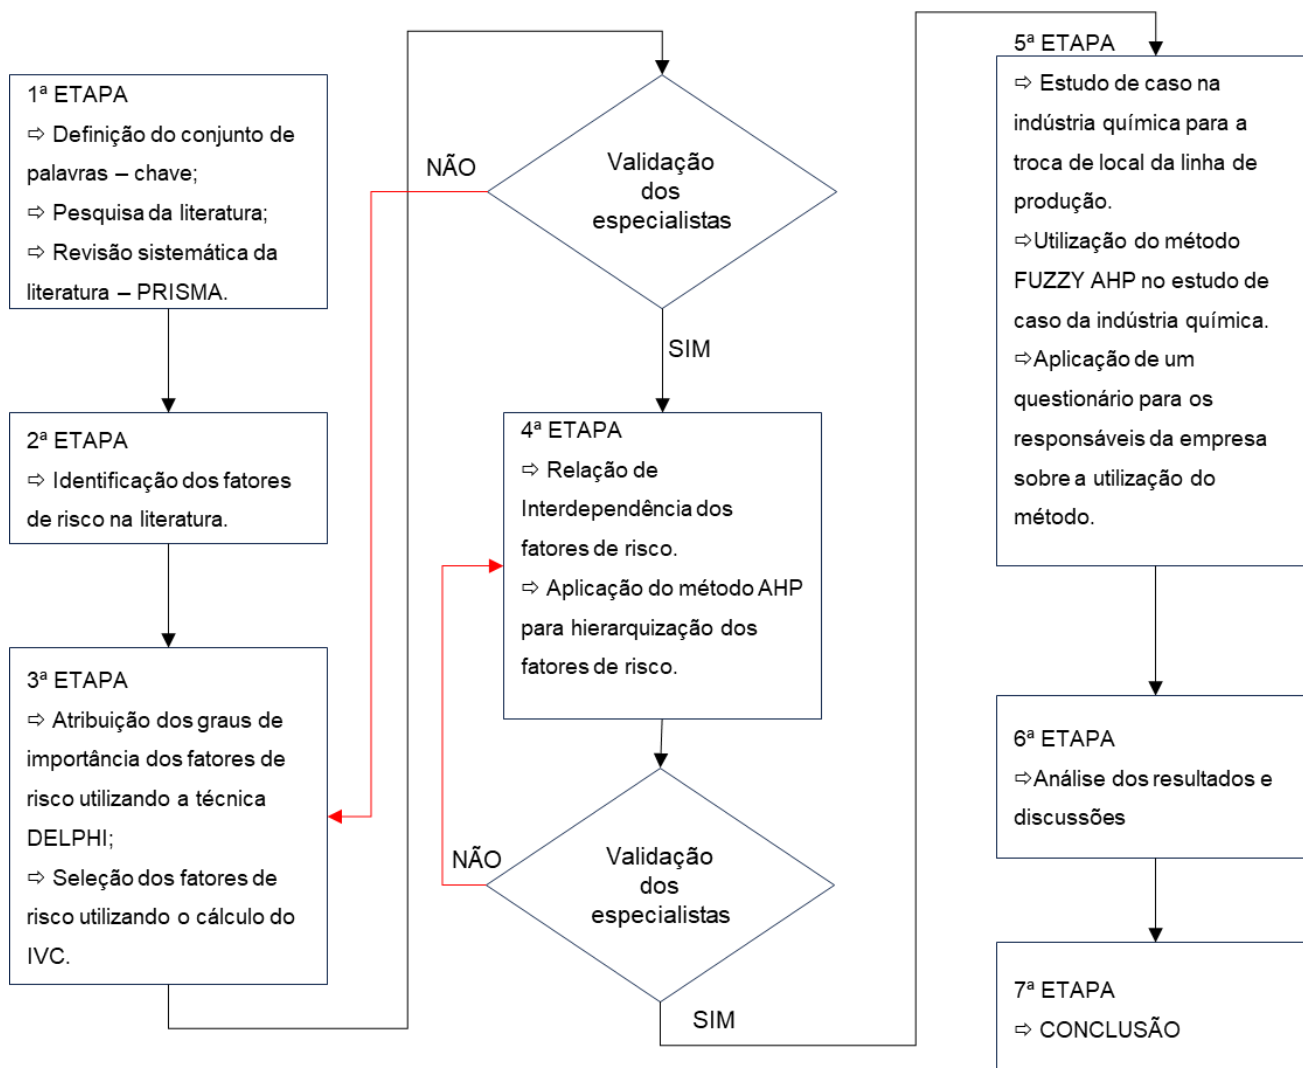 1ª ETAPA
⇨ Definição do conjunto de
palavras – chave;
⇨ Pesquisa da literatura;
⇨ Revisão sistemática da
literatura – PRISMA.
2ª ETAPA
⇨ Identificação dos fatores
de risco na literatura.
3ª ETAPA
⇨ Atribuição dos graus de
importância dos fatores de
risco utilizando a técnica
DELPHI;
⇨ Seleção dos fatores de
risco utilizando o cálculo do
IVC.
NÃO
Validação
dos
especialistas
SIM
4ª ETAPA
⇨ Relação de
Interdependência dos
fatores de risco.
⇨ Aplicação do método AHP
para hierarquização dos
fatores de risco.
NÃO
Validação
dos
especialistas
SIM
5ª ETAPA
⇨ Estudo de caso na
indústria química para a
troca de local da linha de
produção.
⇨Utilização do método
FUZZY AHP no estudo de
caso da indústria química.
⇨Aplicação de um
questionário para os
responsáveis da empresa
sobre a utilização do
método.
6ª ETAPA
⇨Análise dos resultados e
discussões
7ª ETAPA
⇨ CONCLUSÃO